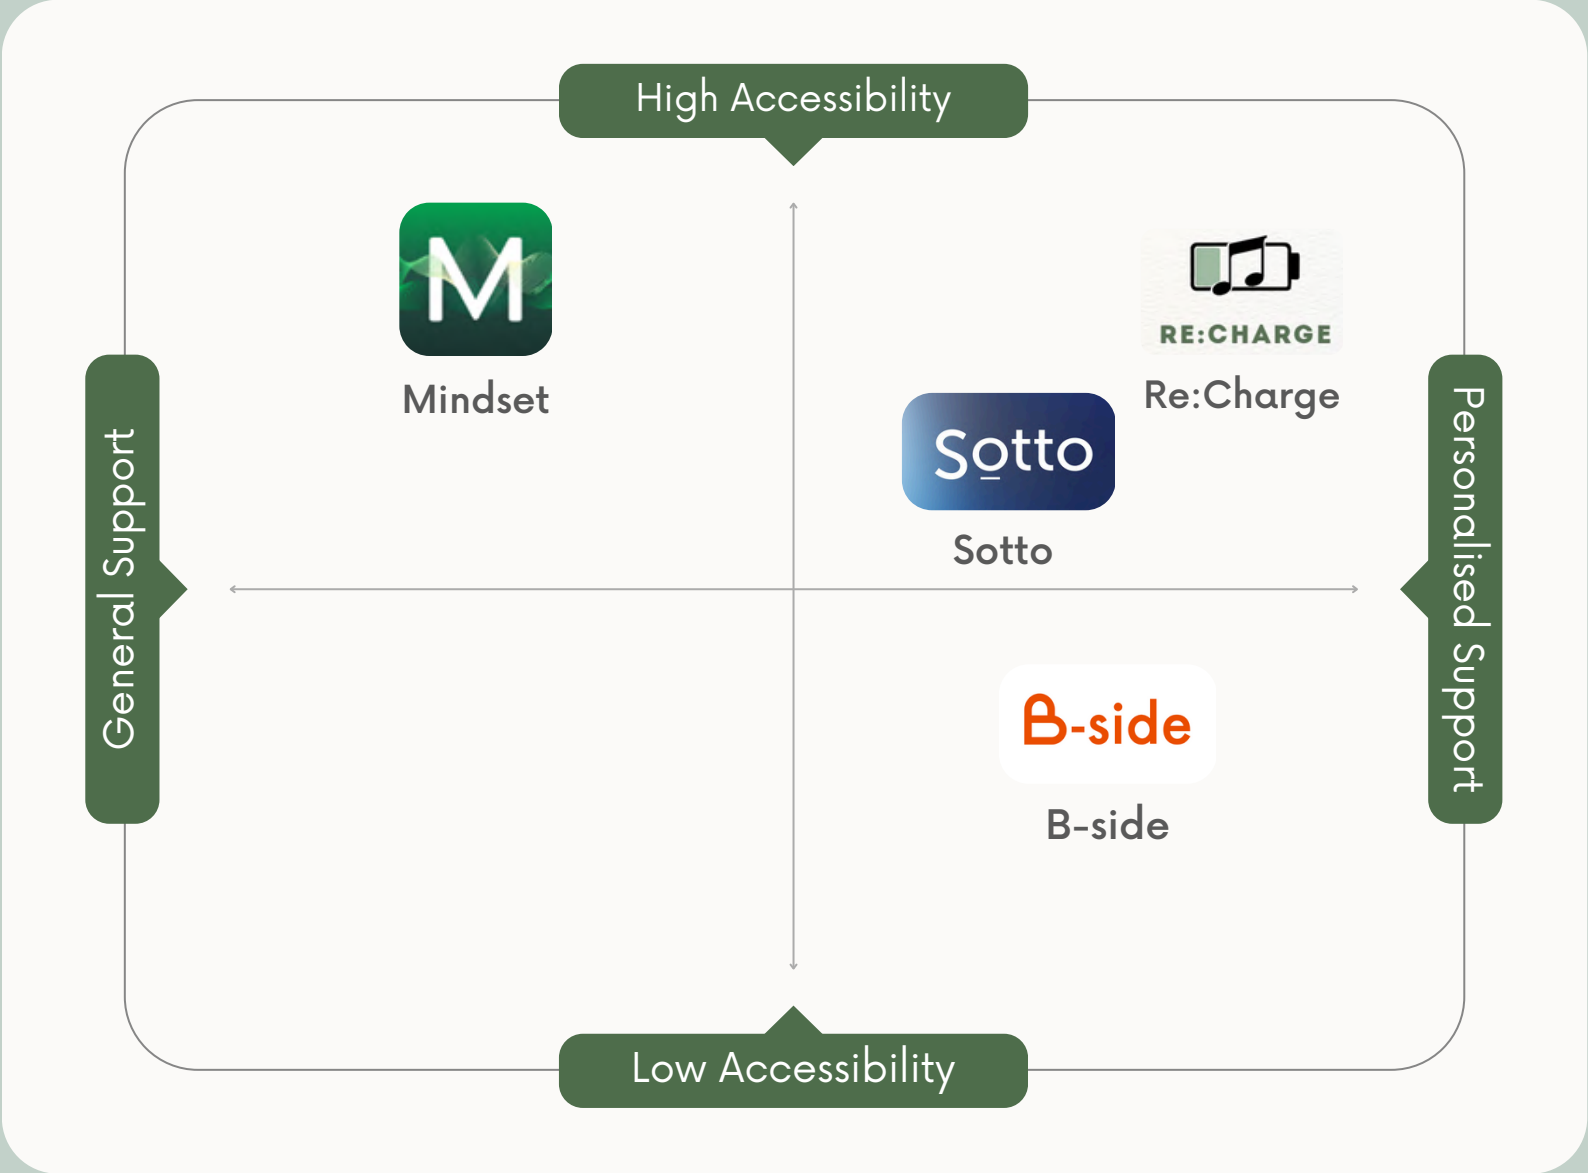 High Accessibility
M
Mindset
RE:CHARGE
Re:Charge
Sotto
Sotto
General Support
Personalised Support
B-side
B-side
Low Accessibility